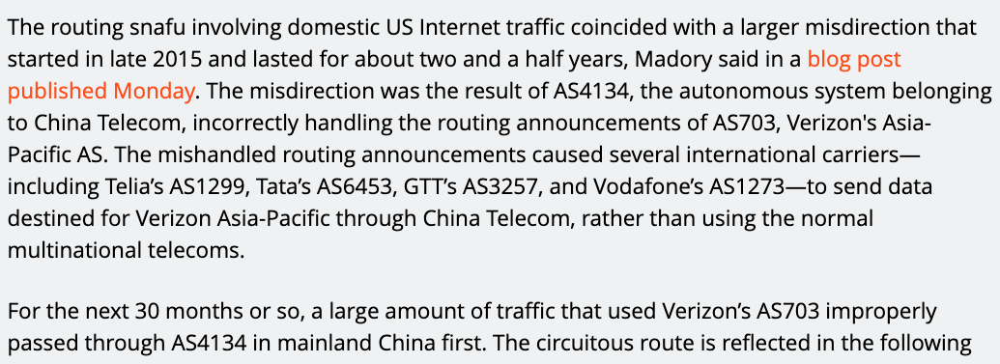 The routing snafu involving domestic US Internet traffic coincided with a larger misdirection that
started in late 2015 and lasted for about two and a half years, Madory said in a blog post
published Monday. The misdirection was the result of AS4134, the autonomous system belonging
to China Telecom, incorrectly handling the routing announcements of AS703, Verizon's Asia-
Pacific AS. The mishandled routing announcements caused several international carriers—
including Telia’s AS1299, Tata’s AS6453, GTT’s AS3257, and Vodafone’s AS1273—to send data
destined for Verizon Asia-Pacific through China Telecom, rather than using the normal
multinational telecoms.
For the next 30 months or so, a large amount of traffic that used Verizon’s AS703 improperly
passed through AS4134 in mainland China first. The circuitous route is reflected in the following